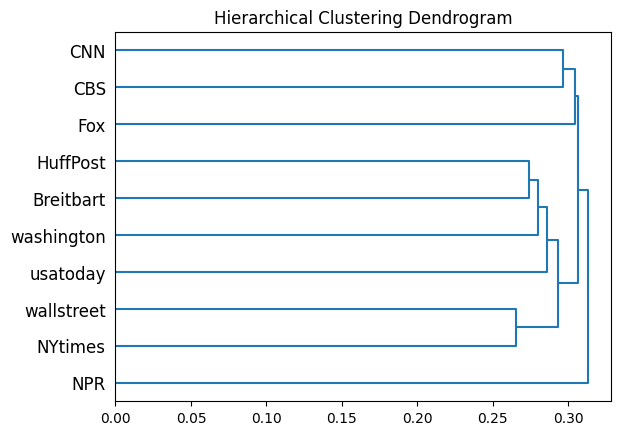 Hierarchical Clustering Dendrogram
CNN
CBS
Fox
HuffPost
Breitbart
washington
usatoday
wallstreet
NYtimes
NPR
0.00 0.05 0.10 0.15 0.20 0.25 0.30